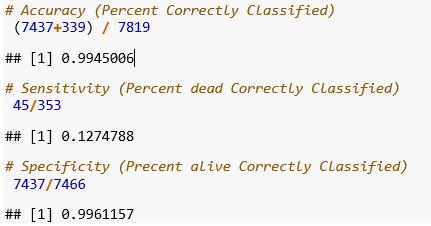 # Accuracy (Percent Correctly Classified)
(7437+339) / 7819
## [1] 0.9945006
# Sensitivity (Percent dead Correctly Classified)
45/353
## [1] 0.1274788
# Specificity (Precent alive Correctly Classified)
7437/7466
## [1] 0.9961157